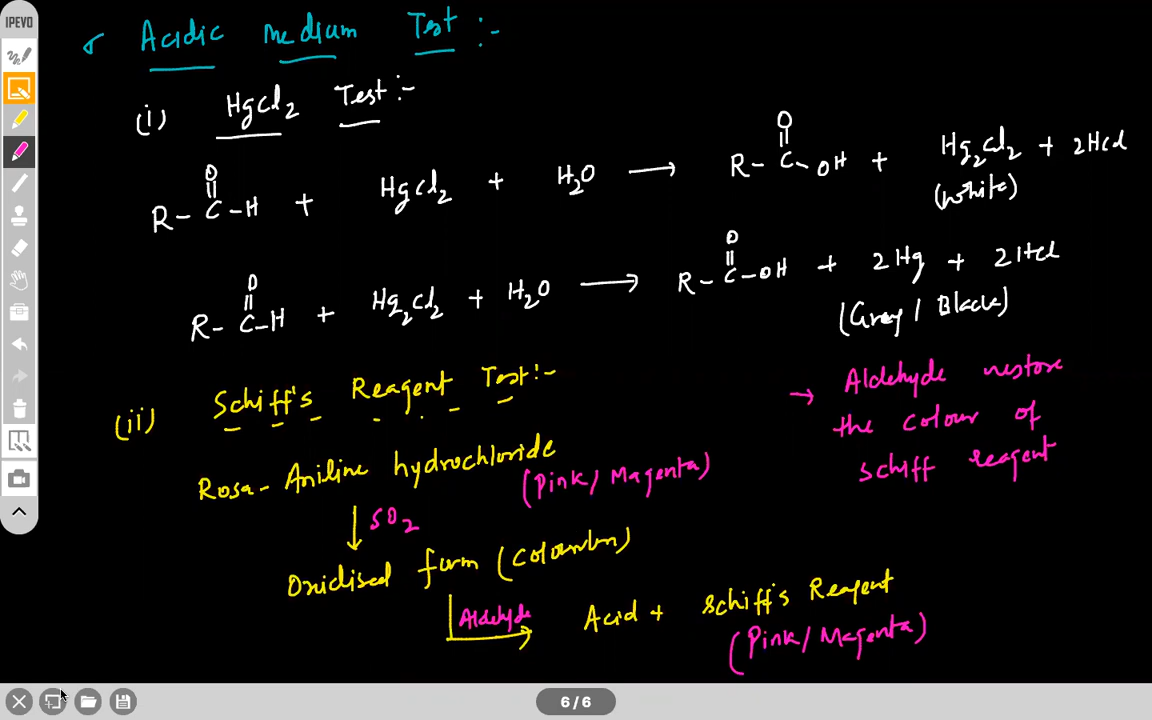 IPEVO
Acidic medium Test :-
(i) HgCl2 Test :-
O
||
R-C-H + HgCl2 + H2O → R-C-OH + Hg2Cl2 + 2HCl
(White)
R-C-H + Hg2Cl2 + H2O → R-C-OH + 2Hg + 2HCl
(Grey / Black)
(ii) Schiff's Reagent Test :-
→ Aldehyde restore
the colour of
schiff reagent
Rosa-Aniline hydrochloride (Pink / Magenta)
↓ SO2
Oxidised form (Colourless)
Aldehyde → Acid + Schiff's Reagent
(Pink / Magenta)
6 / 6